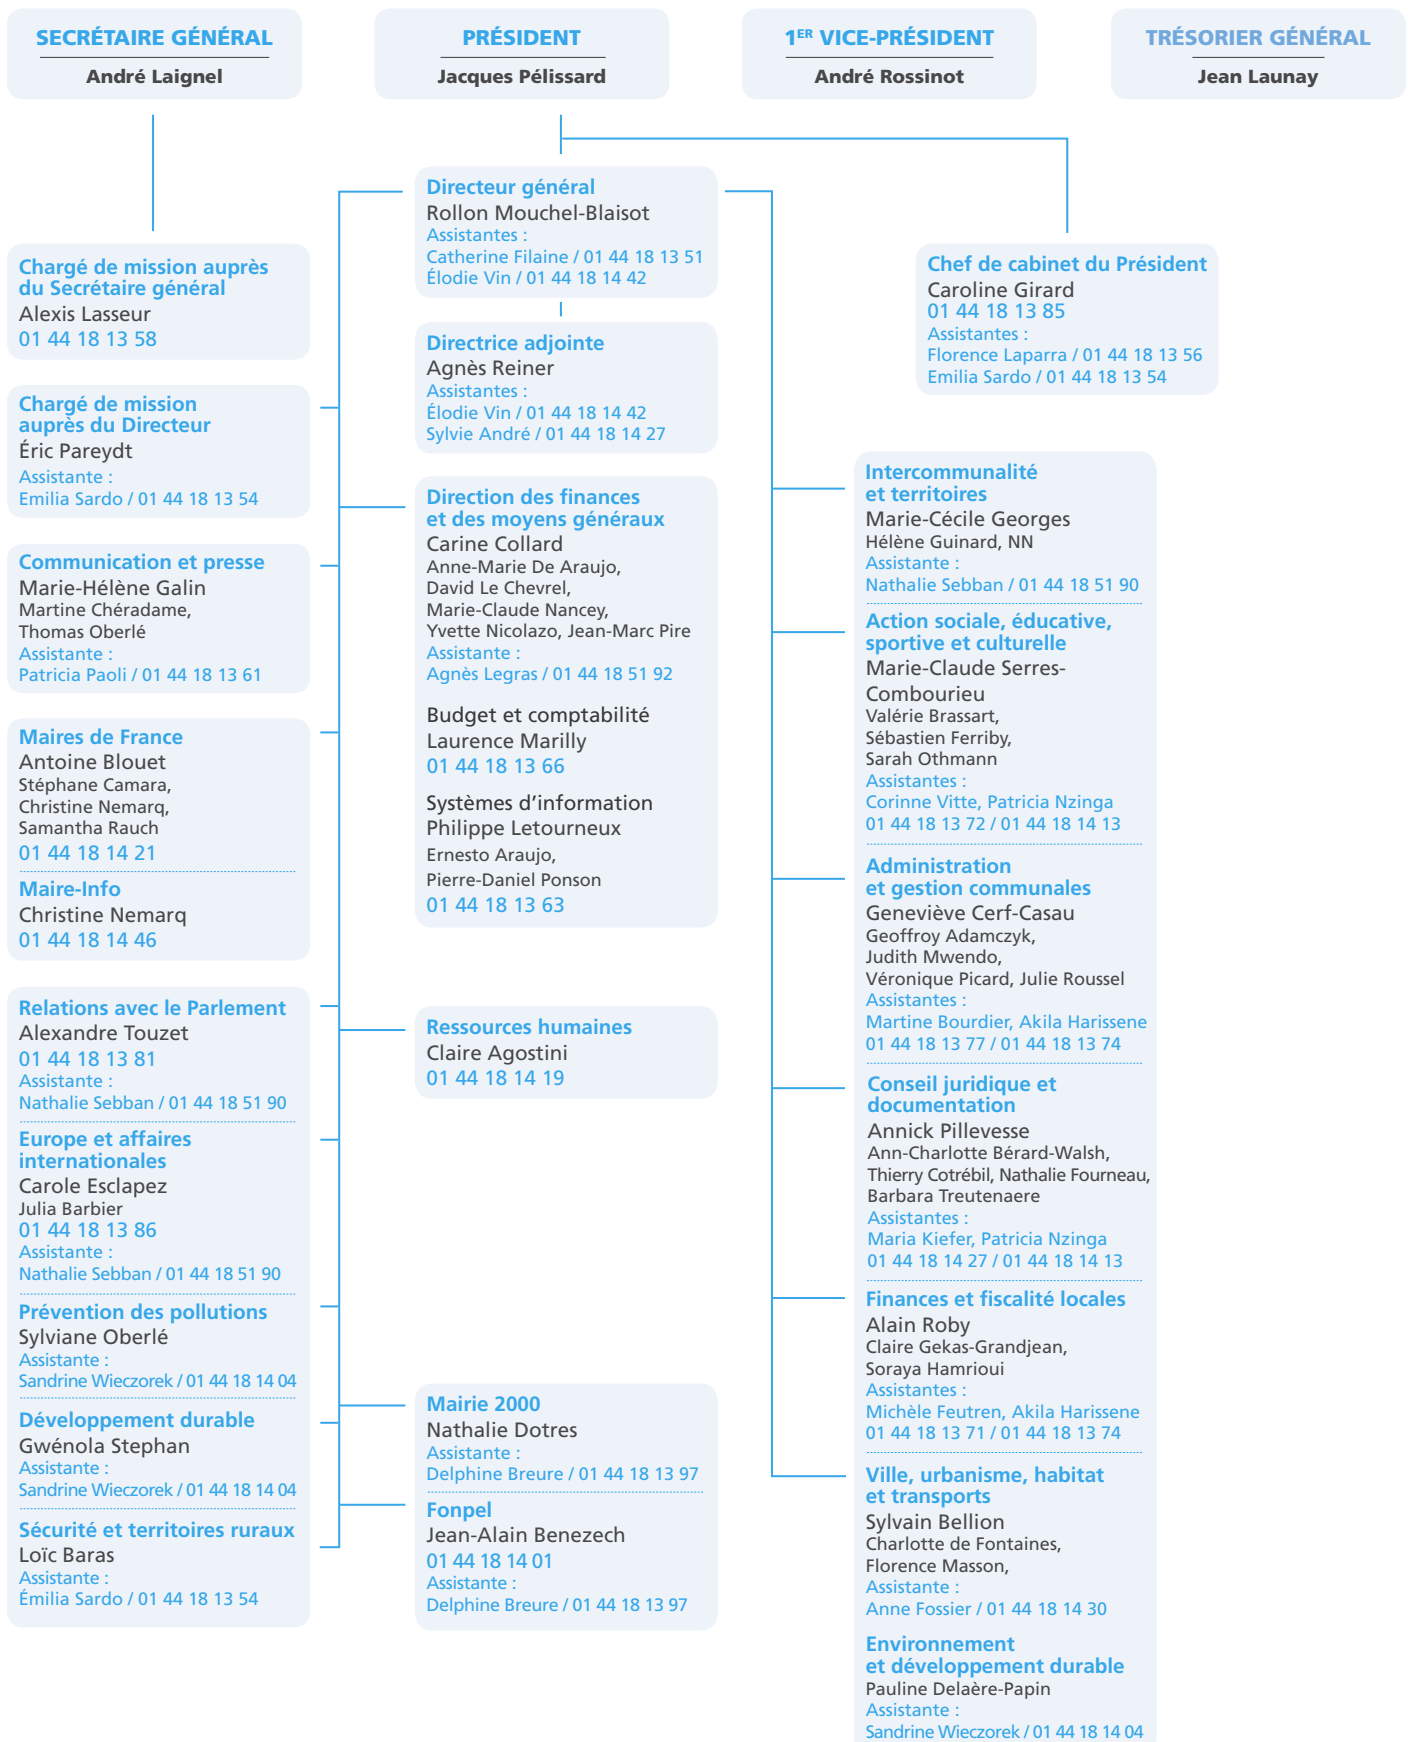 SECRÉTAIRE GÉNÉRAL
André Laignel
PRÉSIDENT
Jacques Pélissard
1ER VICE-PRÉSIDENT
André Rossinot
TRÉSORIER GÉNÉRAL
Jean Launay
Chargé de mission auprès
du Secrétaire général
Alexis Lasseur
01 44 18 13 58
Chargé de mission
auprès du Directeur
Éric Pareydt
Assistante :
Emilia Sardo / 01 44 18 13 54
Communication et presse
Marie-Hélène Galin
Martine Chéradame,
Thomas Oberlé
Assistante :
Patricia Paoli / 01 44 18 13 61
Maires de France
Antoine Blouet
Stéphane Camara,
Christine Nemarq,
Samantha Rauch
01 44 18 14 21
Maire-Info
Christine Nemarq
01 44 18 14 46
Relations avec le Parlement
Alexandre Touzet
01 44 18 13 81
Assistante :
Nathalie Sebban / 01 44 18 51 90
Europe et affaires
internationales
Carole Esclapez
Julia Barbier
01 44 18 13 86
Assistante :
Nathalie Sebban / 01 44 18 51 90
Prévention des pollutions
Sylviane Oberlé
Assistante :
Sandrine Wieczorek / 01 44 18 14 04
Développement durable
Gwénola Stephan
Assistante :
Sandrine Wieczorek / 01 44 18 14 04
Sécurité et territoires ruraux
Loïc Baras
Assistante :
Émilia Sardo / 01 44 18 13 54
Directeur général
Rollon Mouchel-Blaisot
Assistantes :
Catherine Filaine / 01 44 18 13 51
Élodie Vin / 01 44 18 14 42
Directrice adjointe
Agnès Reiner
Assistantes :
Élodie Vin / 01 44 18 14 42
Sylvie André / 01 44 18 14 27
Direction des finances
et des moyens généraux
Carine Collard
Anne-Marie De Araujo,
David Le Chevrel,
Marie-Claude Nancey,
Yvette Nicolazo, Jean-Marc Pire
Assistante :
Agnès Legras / 01 44 18 51 92
Budget et comptabilité
Laurence Marilly
01 44 18 13 66
Systèmes d’information
Philippe Letourneux
Ernesto Araujo,
Pierre-Daniel Ponson
01 44 18 13 63
Ressources humaines
Claire Agostini
01 44 18 14 19
Mairie 2000
Nathalie Dotres
Assistante :
Delphine Breure / 01 44 18 13 97
Fonpel
Jean-Alain Benezech
01 44 18 14 01
Assistante :
Delphine Breure / 01 44 18 13 97
Chef de cabinet du Président
Caroline Girard
01 44 18 13 85
Assistantes :
Florence Laparra / 01 44 18 13 56
Emilia Sardo / 01 44 18 13 54
Intercommunalité
et territoires
Marie-Cécile Georges
Hélène Guinard, NN
Assistante :
Nathalie Sebban / 01 44 18 51 90
Action sociale, éducative,
sportive et culturelle
Marie-Claude Serres-
Combourieu
Valérie Brassart,
Sébastien Ferriby,
Sarah Othmann
Assistantes :
Corinne Vitte, Patricia Nzinga
01 44 18 13 72 / 01 44 18 14 13
Administration
et gestion communales
Geneviève Cerf-Casau
Geoffroy Adamczyk,
Judith Mwendo,
Véronique Picard, Julie Roussel
Assistantes :
Martine Bourdier, Akila Harissene
01 44 18 13 77 / 01 44 18 13 74
Conseil juridique et
documentation
Annick Pillevesse
Ann-Charlotte Bérard-Walsh,
Thierry Cotrébil, Nathalie Fourneau,
Barbara Treutenaere
Assistantes :
Maria Kiefer, Patricia Nzinga
01 44 18 14 27 / 01 44 18 14 13
Finances et fiscalité locales
Alain Roby
Claire Gekas-Grandjean,
Soraya Hamrioui
Assistantes :
Michèle Feutren, Akila Harissene
01 44 18 13 71 / 01 44 18 13 74
Ville, urbanisme, habitat
et transports
Sylvain Bellion
Charlotte de Fontaines,
Florence Masson,
Assistante :
Anne Fossier / 01 44 18 14 30
Environnement
et développement durable
Pauline Delaère-Papin
Assistante :
Sandrine Wieczorek / 01 44 18 14 04